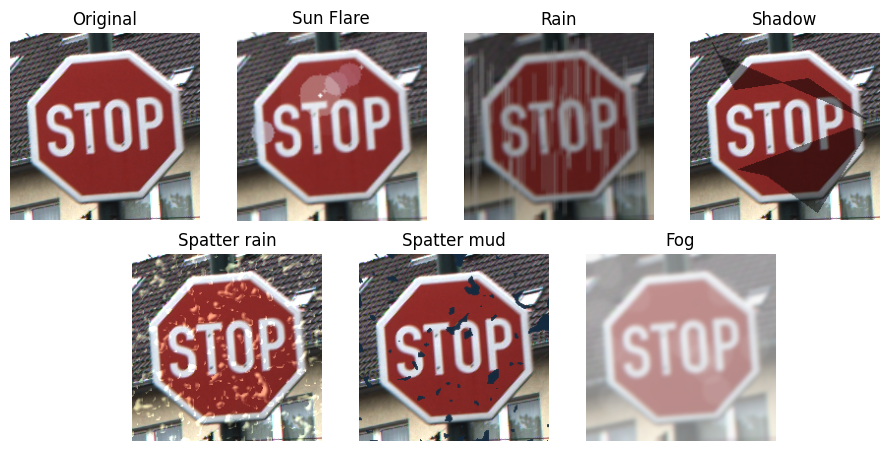 Original
Sun Flare
Rain
Shadow
STOP
STOP
STOP
STOP
Spatter rain
Spatter mud
Fog
STOP
STOP
STOP